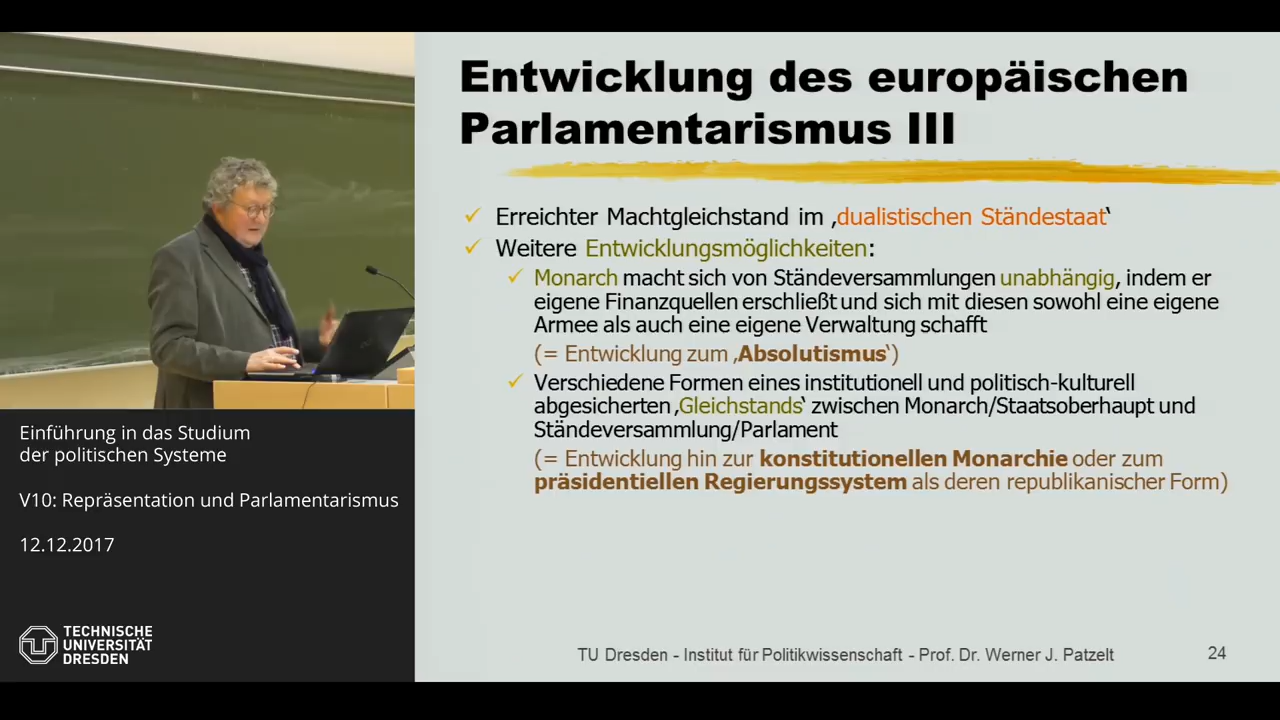 Entwicklung des europäischen
Parlamentarismus III
Erreichter Machtgleichstand im ‚dualistischen Ständestaat‘
Weitere Entwicklungsmöglichkeiten:
Monarch macht sich von Ständeversammlungen unabhängig, indem er
eigene Finanzquellen erschließt und sich mit diesen sowohl eine eigene
Armee als auch eine eigene Verwaltung schafft
(= Entwicklung zum ‚Absolutismus‘)
Verschiedene Formen eines institutionell und politisch-kulturell
abgesicherten ‚Gleichstands‘ zwischen Monarch/Staatsoberhaupt und
Ständeversammlung/Parlament
(= Entwicklung hin zur konstitutionellen Monarchie oder zum
präsidentiellen Regierungssystem als deren republikanischer Form)
TU Dresden - Institut für Politikwissenschaft - Prof. Dr. Werner J. Patzelt
24
Einführung in das Studium
der politischen Systeme
V10: Repräsentation und Parlamentarismus
12.12.2017
TECHNISCHE
UNIVERSITÄT
DRESDEN